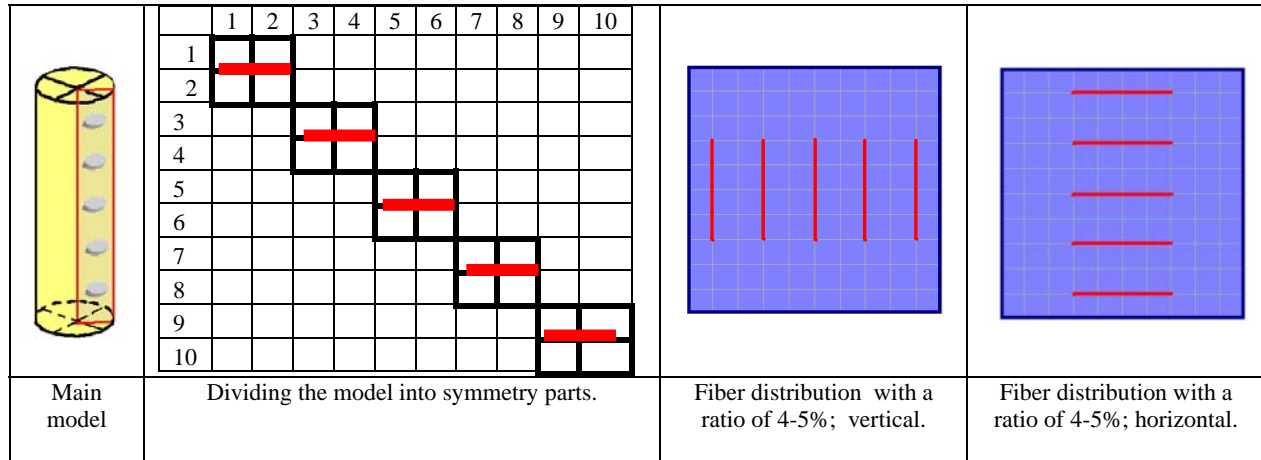 1 2 3 4 5 6 7 8 9 10
1
2
3
4
5
6
7
8
9
10
Main
model
Dividing the model into symmetry parts.
Fiber distribution with a
ratio of 4-5%; vertical.
Fiber distribution with a
ratio of 4-5%; horizontal.